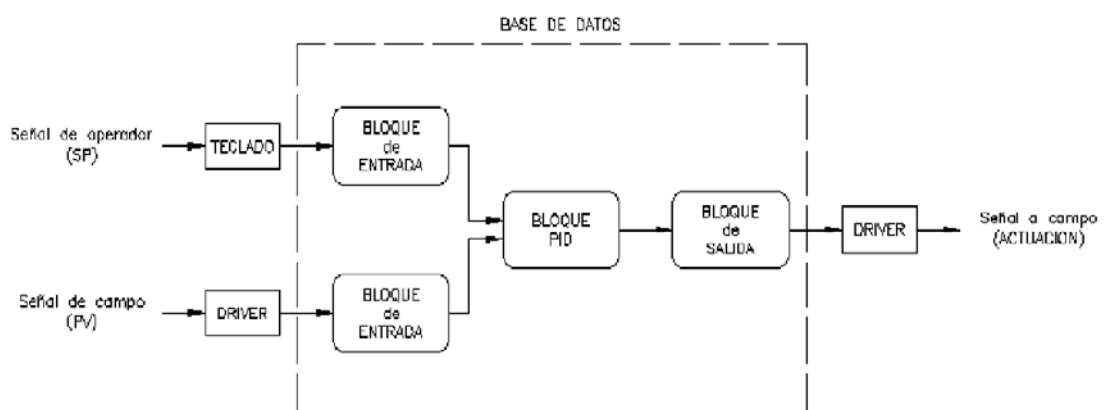 BASE DE DATOS
Señal de operador
(SP)
TECLADO
BLOQUE
de
ENTRADA
BLOQUE
PID
BLOQUE
de
SALIDA
DRIVER
Señal a campo
(ACTUACION)
Señal de campo
(PV)
DRIVER
BLOQUE
de
ENTRADA